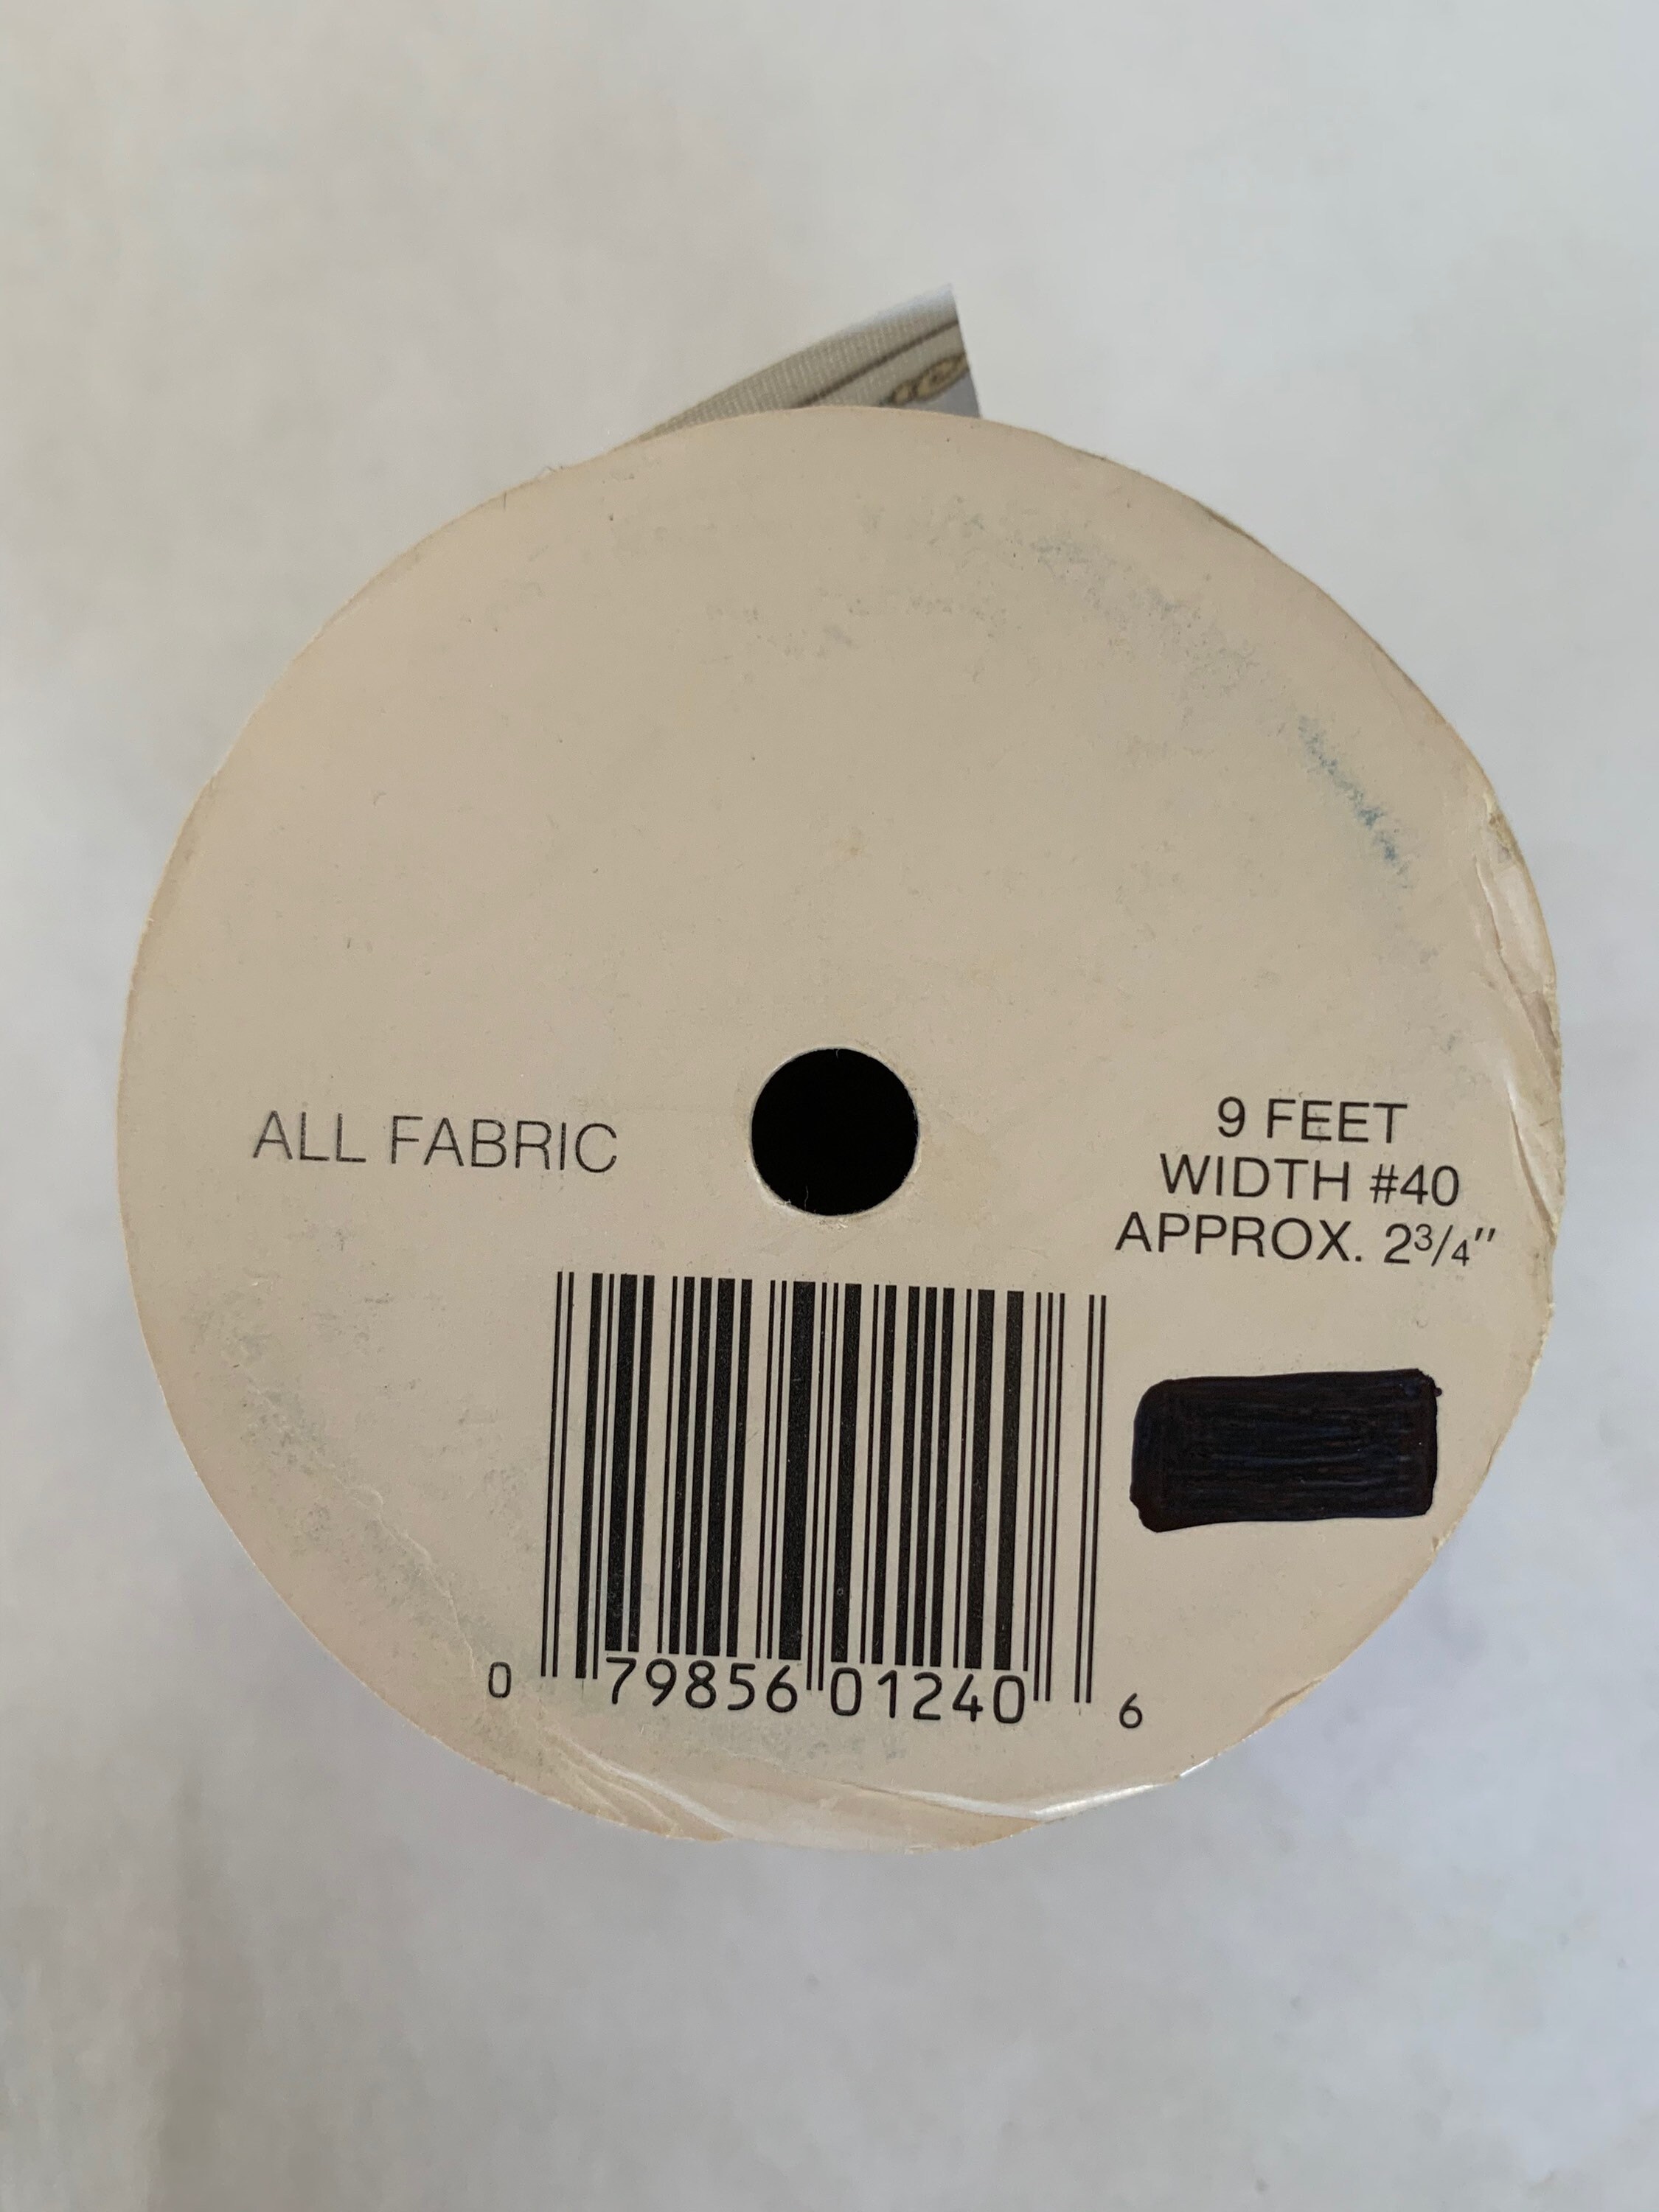 ALL FABRIC
9 FEET
WIDTH #40
APPROX. 2¾"
0 79856 01240 6